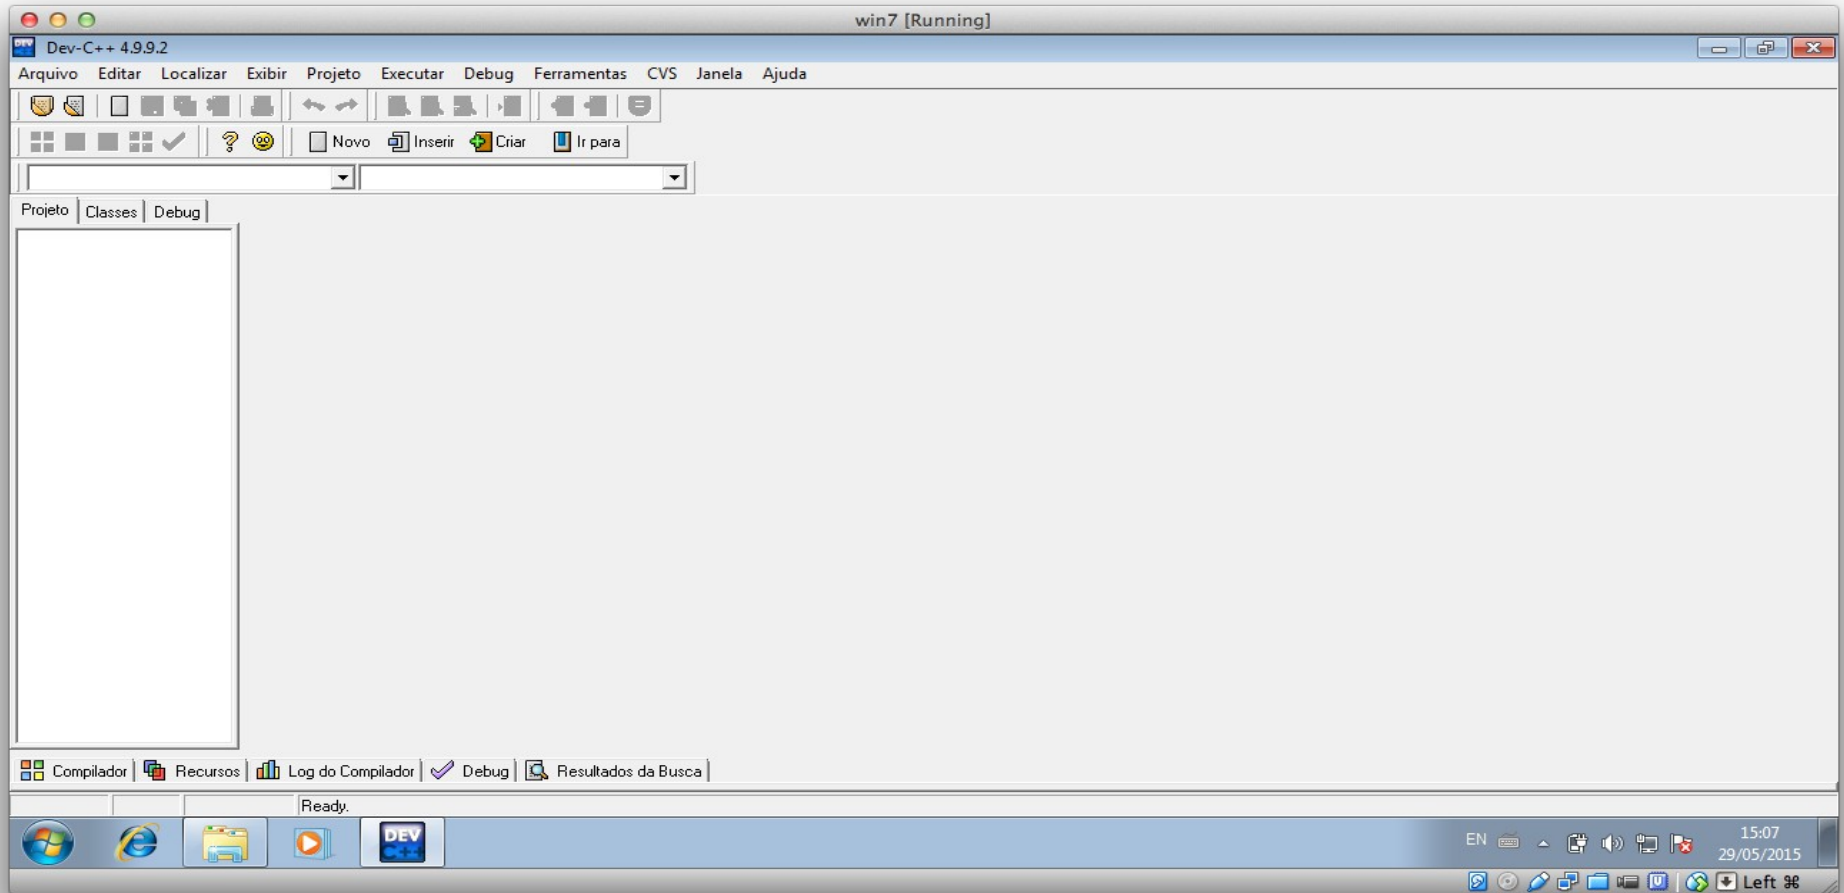 win7 [Running]
Dev-C++ 4.9.9.2
Arquivo Editar Localizar Exibir Projeto Executar Debug Ferramentas CVS Janela Ajuda
Novo Inserir Criar Ir para
Projeto Classes Debug
Compilador Recursos Log do Compilador Debug Resultados da Busca
Ready.
DEV C++
EN 15:07
29/05/2015
Left ⌘